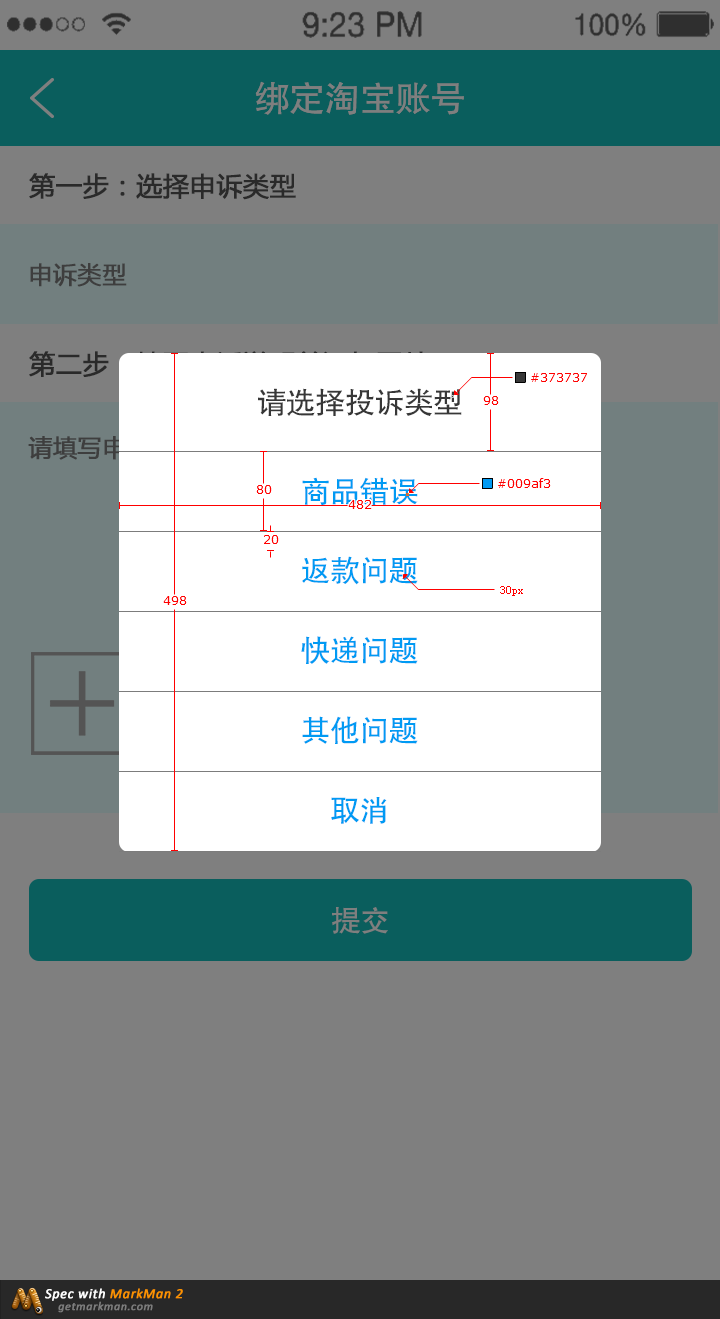 9:23 PM
100%
绑定淘宝账号
第一步：选择申诉类型
申诉类型
第二步
请选择投诉类型
#373737
98
请填写申
80
商品错误
#009af3
482
20
返款问题
30px
498
快递问题
其他问题
取消
提交
Spec with MarkMan 2
getmarkman.com